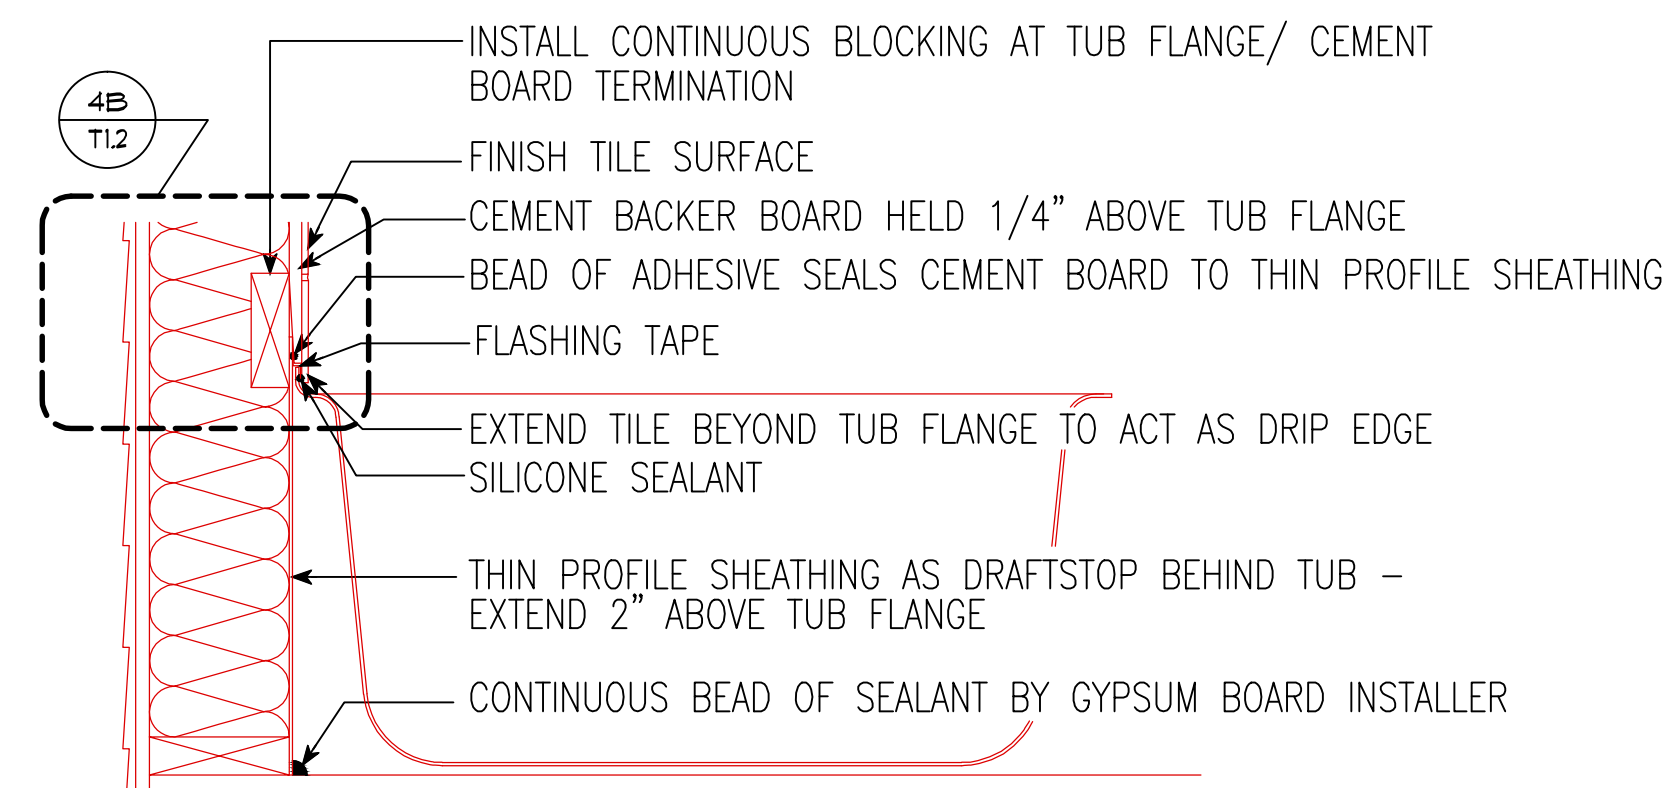 INSTALL CONTINUOUS BLOCKING AT TUB FLANGE/ CEMENT
BOARD TERMINATION
4B
T1.2
FINISH TILE SURFACE
CEMENT BACKER BOARD HELD 1/4” ABOVE TUB FLANGE
BEAD OF ADHESIVE SEALS CEMENT BOARD TO THIN PROFILE SHEATHING
FLASHING TAPE
EXTEND TILE BEYOND TUB FLANGE TO ACT AS DRIP EDGE
SILICONE SEALANT
THIN PROFILE SHEATHING AS DRAFTSTOP BEHIND TUB –
EXTEND 2” ABOVE TUB FLANGE
CONTINUOUS BEAD OF SEALANT BY GYPSUM BOARD INSTALLER